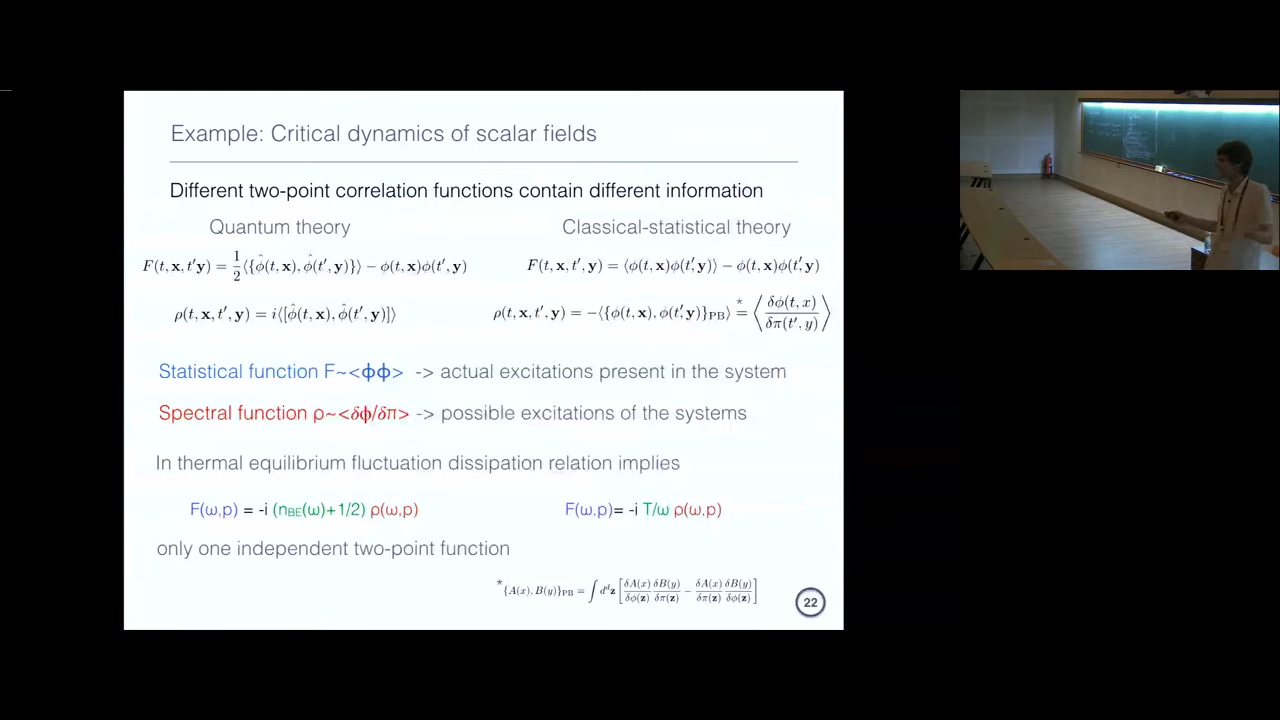 Example: Critical dynamics of scalar fields
Different two-point correlation functions contain different information
Quantum theory
Classical-statistical theory
F(t, x, t'y) = 1/2 ⟨{ϕ̂(t, x), ϕ̂(t', y)}⟩ − ϕ(t, x)ϕ(t', y)
F(t, x, t', y) = ⟨ϕ(t, x)ϕ(t', y)⟩ − ϕ(t, x)ϕ(t', y)
ρ(t, x, t', y) = i⟨[ϕ̂(t, x), ϕ̂(t', y)]⟩
ρ(t, x, t', y) = −⟨{ϕ(t, x), ϕ(t', y)}PB⟩ *= ⟨δϕ(t, x)/δπ(t', y)⟩
Statistical function F~<ϕϕ> -> actual excitations present in the system
Spectral function ρ~<δϕ/δπ> -> possible excitations of the systems
In thermal equilibrium fluctuation dissipation relation implies
F(ω,p) = -i (nBE(ω)+1/2) ρ(ω,p)
F(ω,p)= -i T/ω ρ(ω,p)
only one independent two-point function
*{A(x), B(y)}PB = ∫ d^d z [δA(x)/δϕ(z) δB(y)/δπ(z) − δA(x)/δπ(z) δB(y)/δϕ(z)]
22